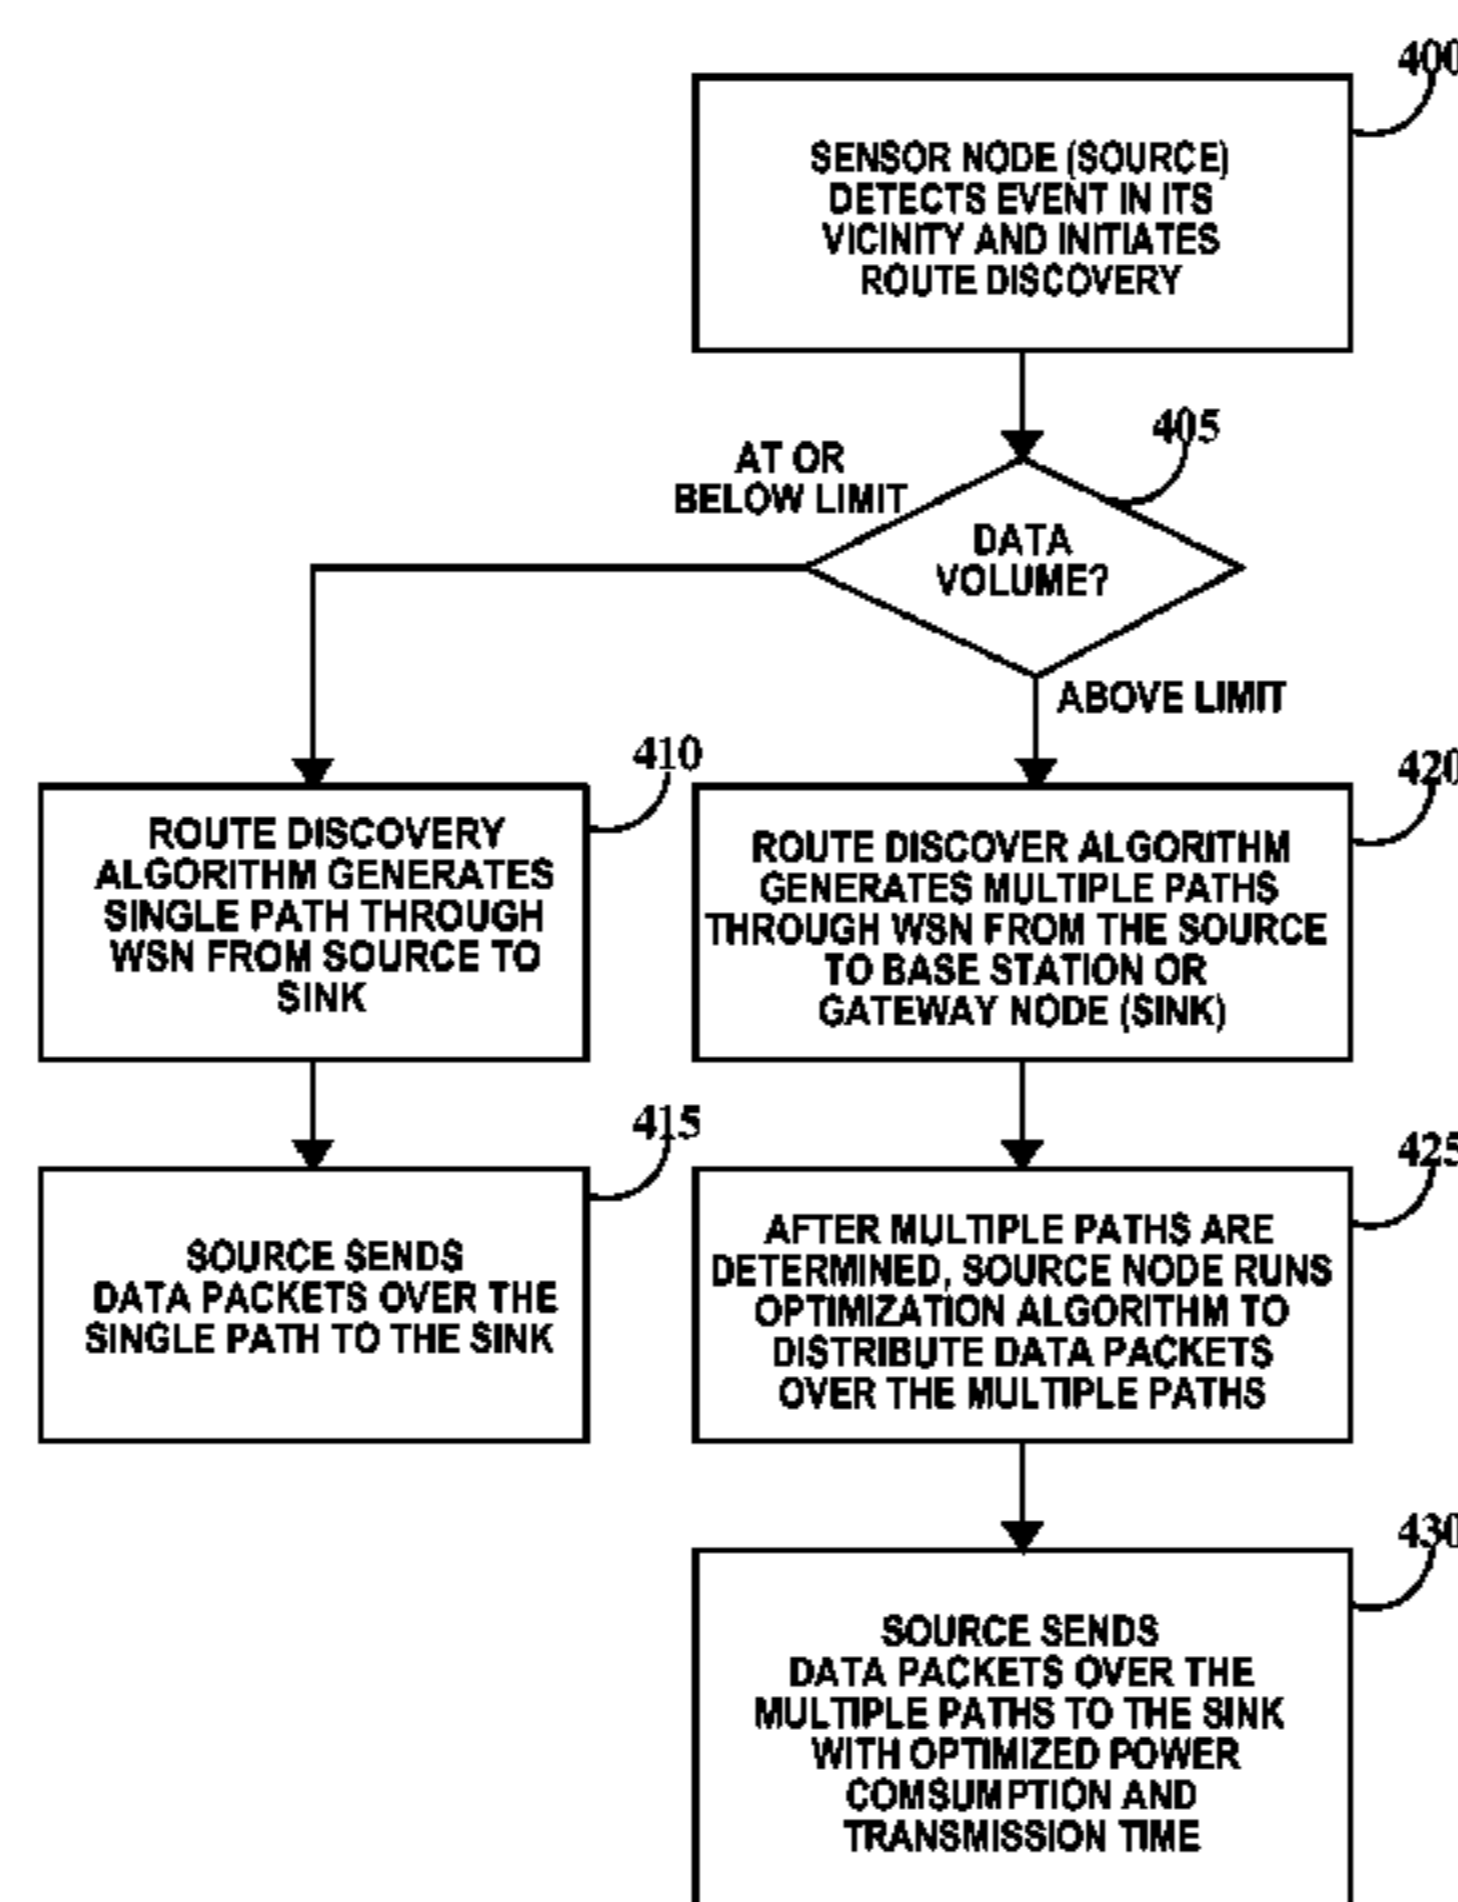 400
SENSOR NODE (SOURCE)
DETECTS EVENT IN ITS
VICINITY AND INITIATES
ROUTE DISCOVERY
405
AT OR
BELOW LIMIT
DATA
VOLUME?
ABOVE LIMIT
410
ROUTE DISCOVERY
ALGORITHM GENERATES
SINGLE PATH THROUGH
WSN FROM SOURCE TO
SINK
420
ROUTE DISCOVER ALGORITHM
GENERATES MULTIPLE PATHS
THROUGH WSN FROM THE SOURCE
TO BASE STATION OR
GATEWAY NODE (SINK)
415
SOURCE SENDS
DATA PACKETS OVER THE
SINGLE PATH TO THE SINK
425
AFTER MULTIPLE PATHS ARE
DETERMINED, SOURCE NODE RUNS
OPTIMIZATION ALGORITHM TO
DISTRIBUTE DATA PACKETS
OVER THE MULTIPLE PATHS
430
SOURCE SENDS
DATA PACKETS OVER THE
MULTIPLE PATHS TO THE SINK
WITH OPTIMIZED POWER
COMSUMPTION AND
TRANSMISSION TIME